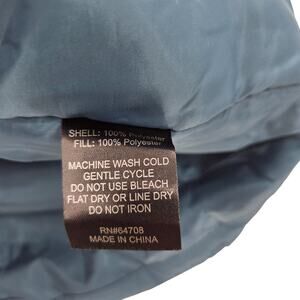 SHELL: 100% Polyester
FILL: 100% Polyester
MACHINE WASH COLD
GENTLE CYCLE
DO NOT USE BLEACH
FLAT DRY OR LINE DRY
DO NOT IRON
RN#64708
MADE IN CHINA